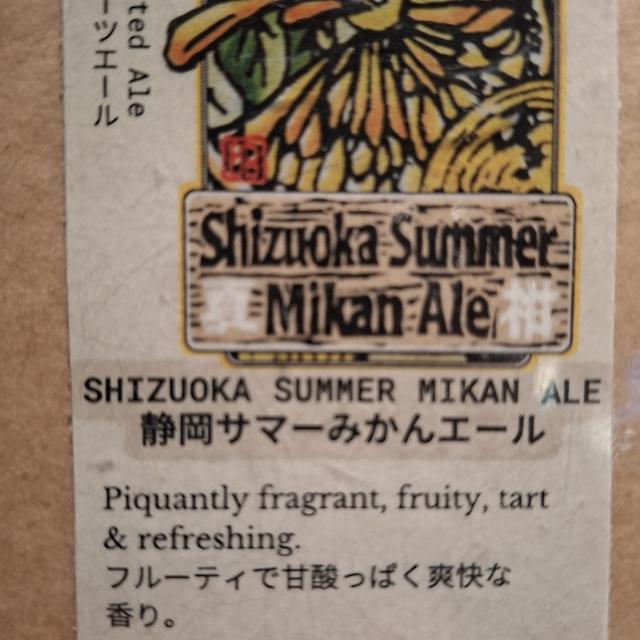 ted Ale
ーツエール
Shizuoka Summer
Mikan Ale
柑
SHIZUOKA SUMMER MIKAN ALE
静岡サマーみかんエール
Piquantly fragrant, fruity, tart
& refreshing.
フルーティで甘酸っぱく爽快な
香り。